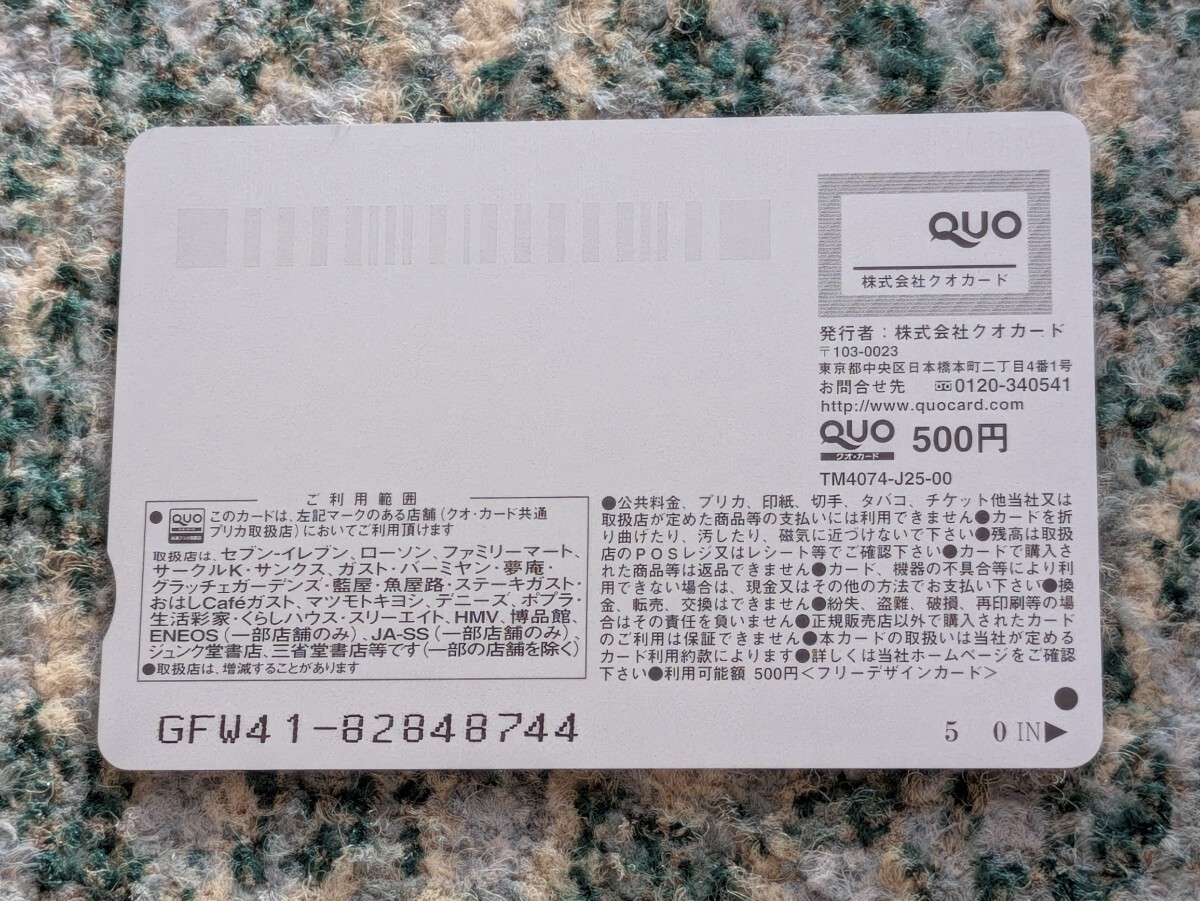 QUO
株式会社クオカード
発行者：株式会社クオカード
〒103-0023
東京都中央区日本橋本町二丁目4番1号
お問合せ先 0120-340541
http://www.quocard.com
QUO 500円
クオ・カード
TM4074-J25-00
ご利用範囲
●QUO このカードは、左記マークのある店舗（クオ・カード共通
プリカ取扱店）においてご利用頂けます
取扱店は、セブン-イレブン、ローソン、ファミリーマート、
サークルK・サンクス、ガスト・バーミヤン・夢庵・
グラッチェガーデンズ・藍屋・魚屋路・ステーキガスト・
おはしCaféガスト、マツモトキヨシ、デニーズ、ポプラ・
生活彩家・くらしハウス・スリーエイト、HMV、博品館、
ENEOS（一部店舗のみ）、JA-SS（一部店舗のみ）、
ジュンク堂書店、三省堂書店等です（一部の店舗を除く）
●取扱店は、増減することがあります
●公共料金、プリカ、印紙、切手、タバコ、チケット他当社又は
取扱店が定めた商品等の支払いには利用できません●カードを折
り曲げたり、汚したり、磁気に近づけないで下さい●残高は取扱
店のPOSレジ又はレシート等でご確認下さい●カードで購入さ
れた商品等は返品できません●カード、機器の不具合等により利
用できない場合は、現金又はその他の方法でお支払い下さい●換
金、転売、交換はできません●紛失、盗難、破損、再印刷等の場
合はその責任を負いません●正規販売店以外で購入されたカード
のご利用は保証できません●本カードの取扱いは当社が定める
カード利用約款によります●詳しくは当社ホームページをご確認
下さい●利用可能額 500円＜フリーデザインカード＞
GFW41-82848744
5 0 IN▶